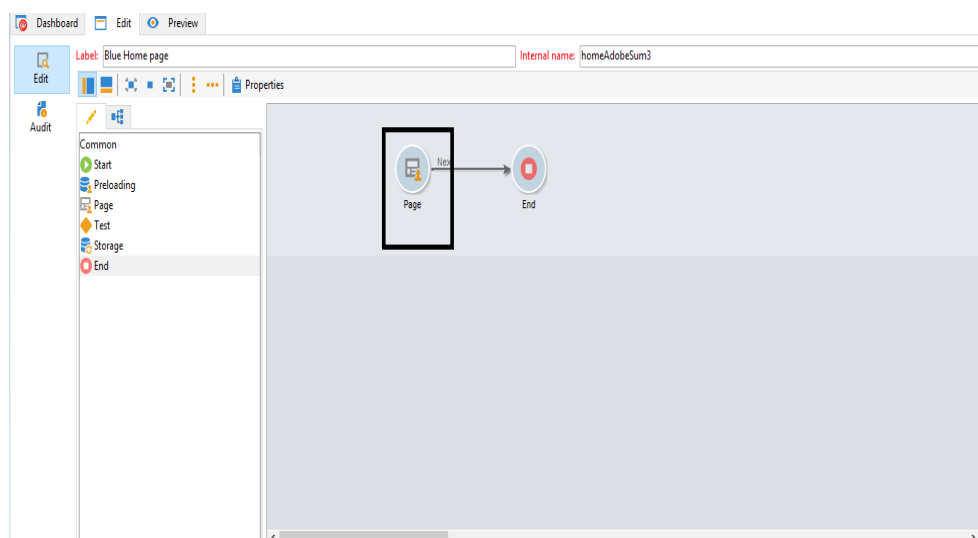 Dashboard Edit Preview
Label: Blue Home page Internal name: homeAdobeSum3
Edit
Properties
Audit
Common
Start
Preloading
Page
Test
Storage
End
Nex
Page End